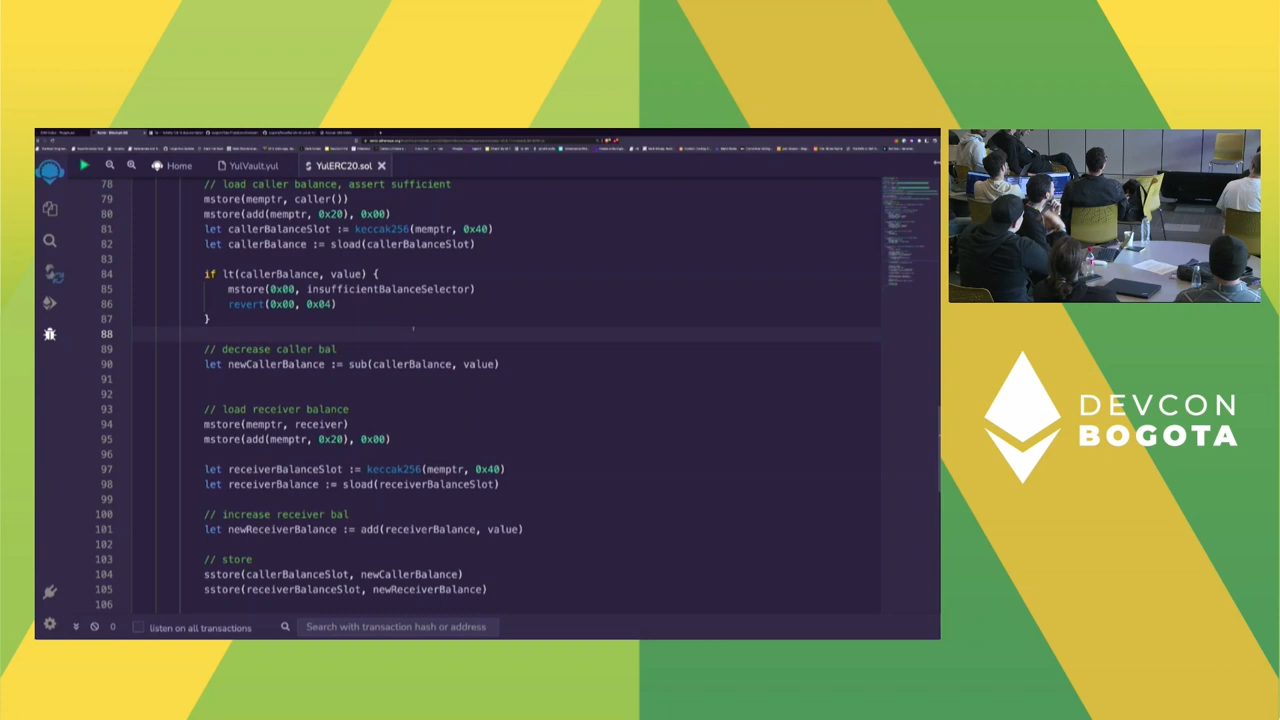 Home
YulVault.yul
YulERC20.sol
78 // load caller balance, assert sufficient
79 mstore(memptr, caller())
80 mstore(add(memptr, 0x20), 0x00)
81 let callerBalanceSlot := keccak256(memptr, 0x40)
82 let callerBalance := sload(callerBalanceSlot)
83
84 if lt(callerBalance, value) {
85 mstore(0x00, insufficientBalanceSelector)
86 revert(0x00, 0x04)
87 }
88
89 // decrease caller bal
90 let newCallerBalance := sub(callerBalance, value)
91
92
93 // load receiver balance
94 mstore(memptr, receiver)
95 mstore(add(memptr, 0x20), 0x00)
96
97 let receiverBalanceSlot := keccak256(memptr, 0x40)
98 let receiverBalance := sload(receiverBalanceSlot)
99
100 // increase receiver bal
101 let newReceiverBalance := add(receiverBalance, value)
102
103 // store
104 sstore(callerBalanceSlot, newCallerBalance)
105 sstore(receiverBalanceSlot, newReceiverBalance)
106
0
listen on all transactions
Search with transaction hash or address
DEVCON
BOGOTA